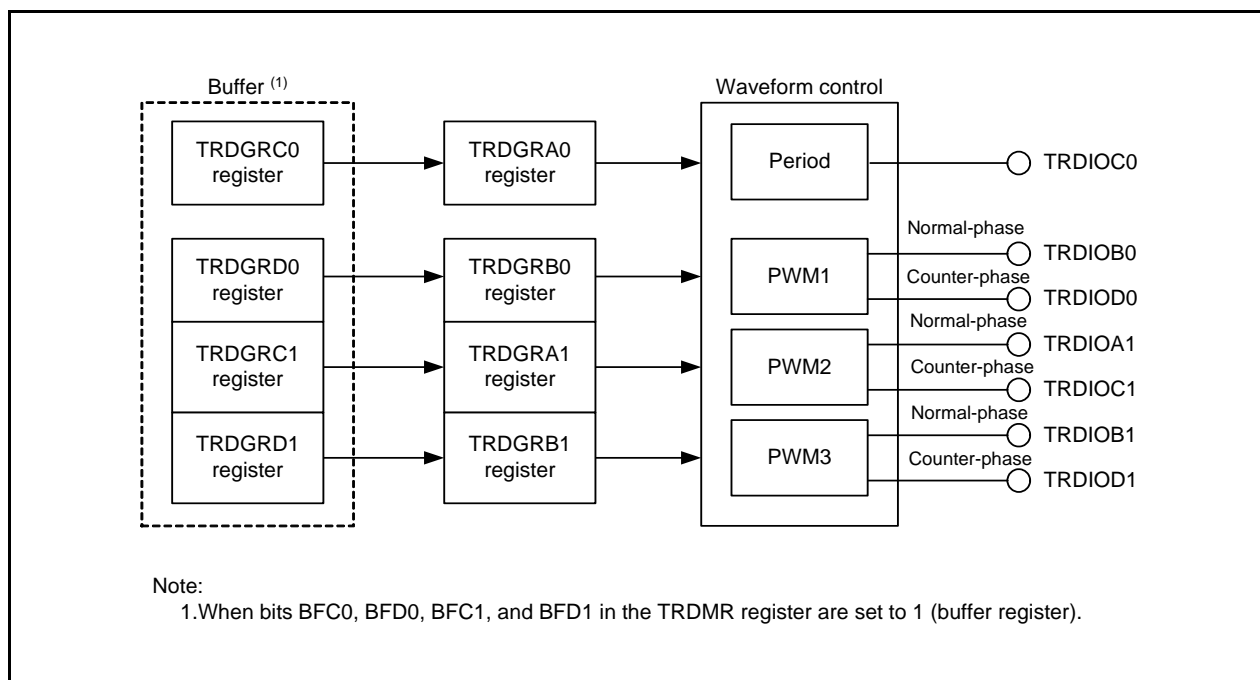 Buffer (1)
Waveform control
TRDGRC0
register
TRDGRA0
register
Period
TRDIOC0
TRDGRD0
register
TRDGRB0
register
PWM1
Normal-phase
TRDIOB0
Counter-phase
TRDIOD0
TRDGRC1
register
TRDGRA1
register
PWM2
Normal-phase
TRDIOA1
Counter-phase
TRDIOC1
TRDGRD1
register
TRDGRB1
register
PWM3
Normal-phase
TRDIOB1
Counter-phase
TRDIOD1
Note:
1.When bits BFC0, BFD0, BFC1, and BFD1 in the TRDMR register are set to 1 (buffer register).